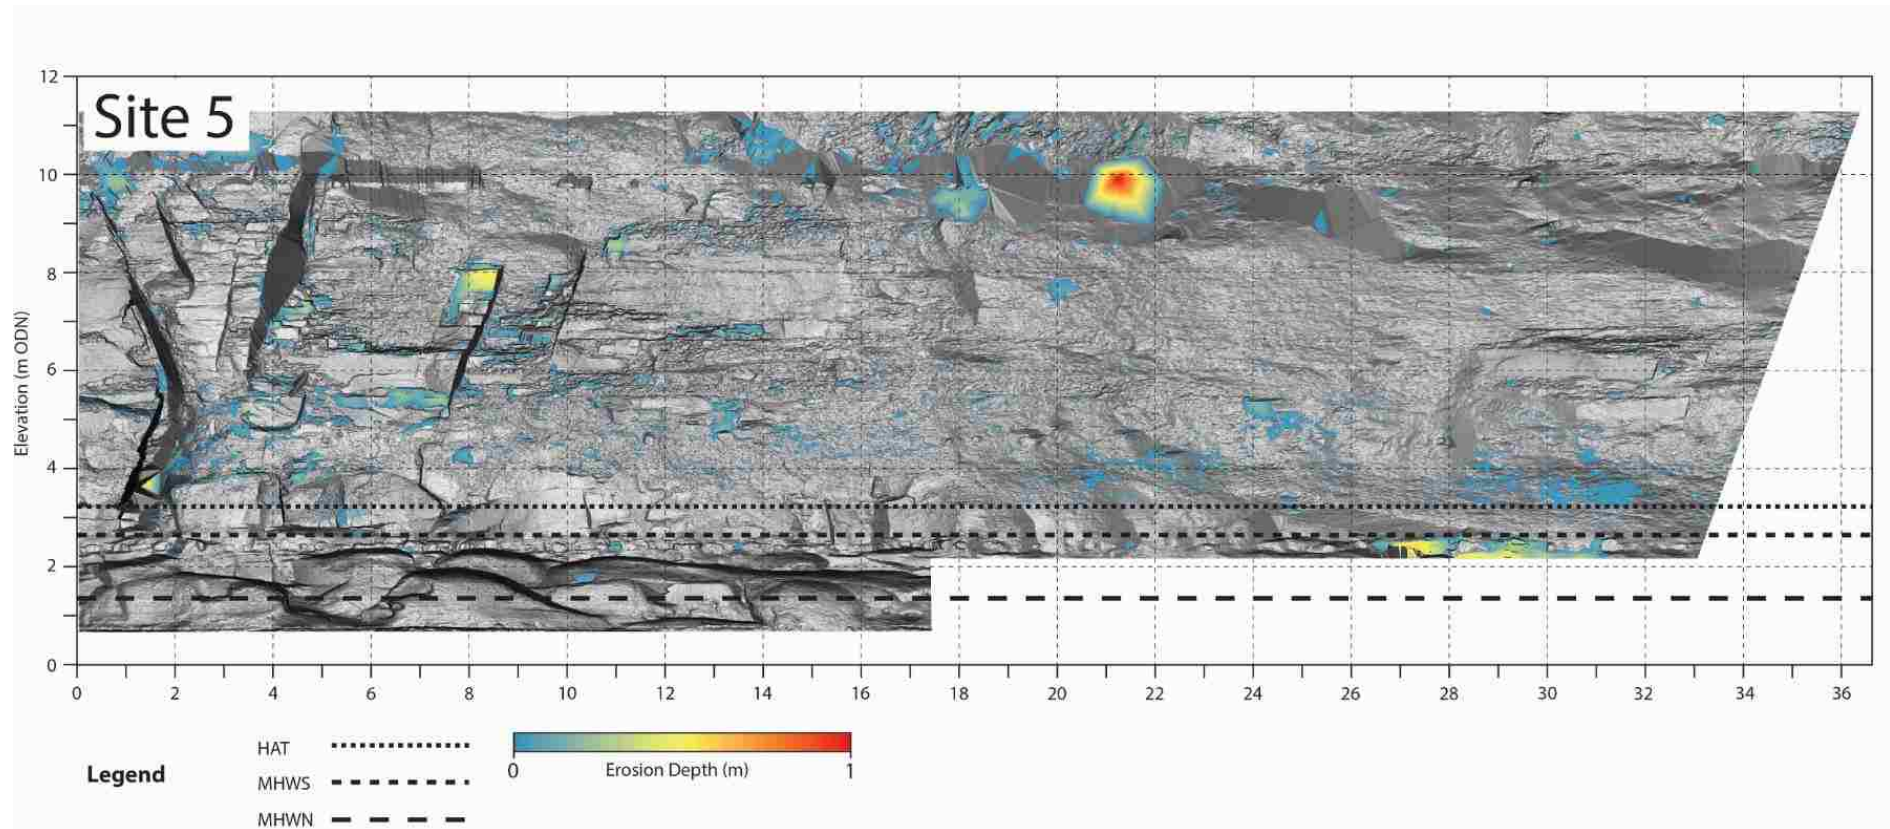 Site 5
12
10
8
6
4
2
0
Elevation (m ODN)
0 2 4 6 8 10 12 14 16 18 20 22 24 26 28 30 32 34 36
Legend
HAT
MHWS
MHWN
0 Erosion Depth (m) 1